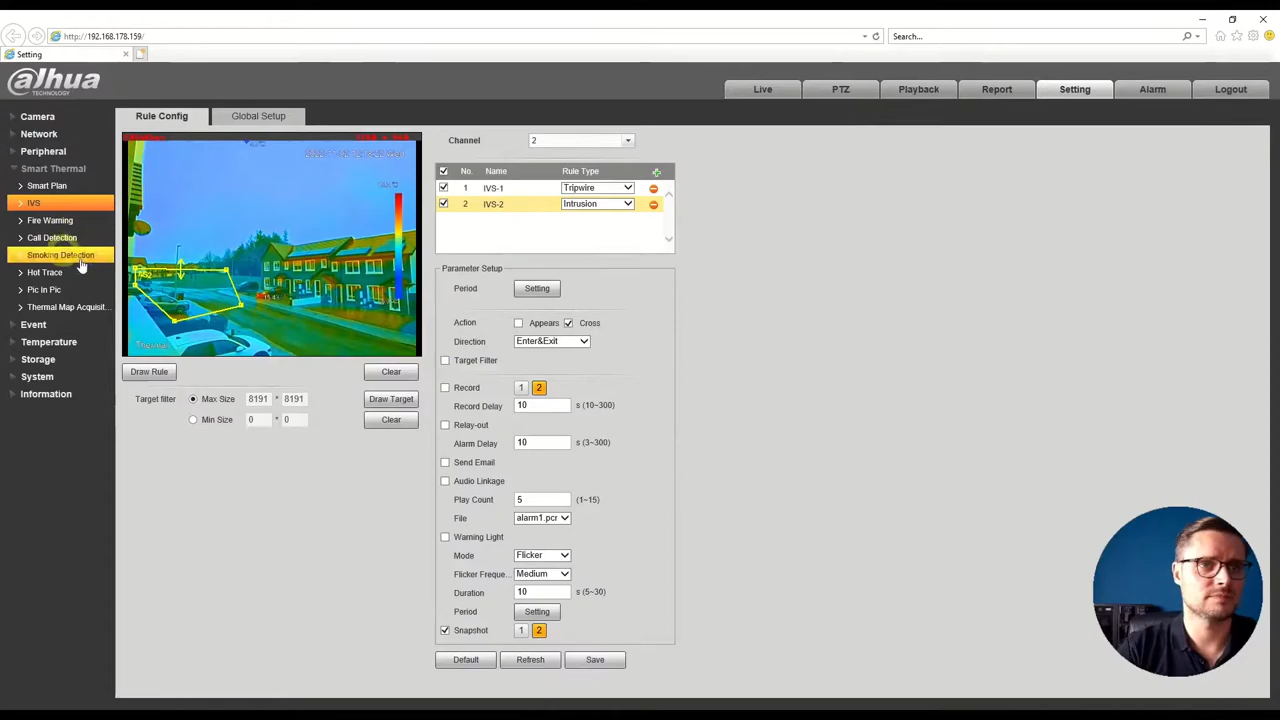 http://192.168.178.159/
Search...
Setting
alhua
TECHNOLOGY
Live
PTZ
Playback
Report
Setting
Alarm
Logout
Camera
Network
Peripheral
Smart Thermal
Smart Plan
IVS
Fire Warning
Call Detection
Smoking Detection
Hot Trace
Pic In Pic
Thermal Map Acquisit...
Event
Temperature
Storage
System
Information
Rule Config
Global Setup
Thermal
Draw Rule
Clear
Target filter
Max Size
8191 * 8191
Draw Target
Min Size
0 * 0
Clear
Channel
2
No. Name Rule Type
1 IVS-1 Tripwire
2 IVS-2 Intrusion
Parameter Setup
Period
Setting
Action
Appears
Cross
Direction
Enter&Exit
Target Filter
Record
1
2
Record Delay
10
s (10~300)
Relay-out
Alarm Delay
10
s (3~300)
Send Email
Audio Linkage
Play Count
5
(1~15)
File
alarm1.pcr
Warning Light
Mode
Flicker
Flicker Freque...
Medium
Duration
10
s (5~30)
Period
Setting
Snapshot
1
2
Default
Refresh
Save